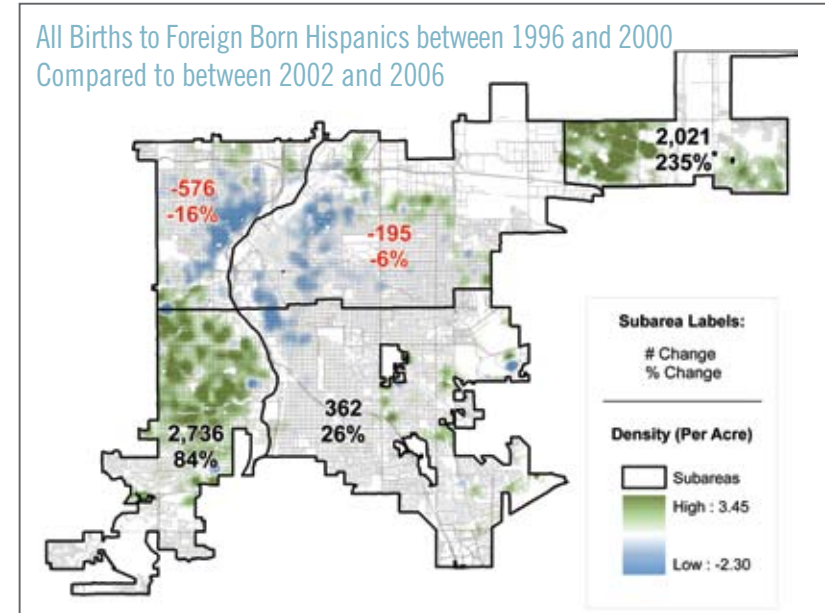 All Births to Foreign Born Hispanics between 1996 and 2000
Compared to between 2002 and 2006
2,021
235%
-576
-16%
-195
-6%
362
26%
2,736
84%
Subarea Labels:
# Change
% Change
Density (Per Acre)
Subareas
High : 3.45
Low : -2.30